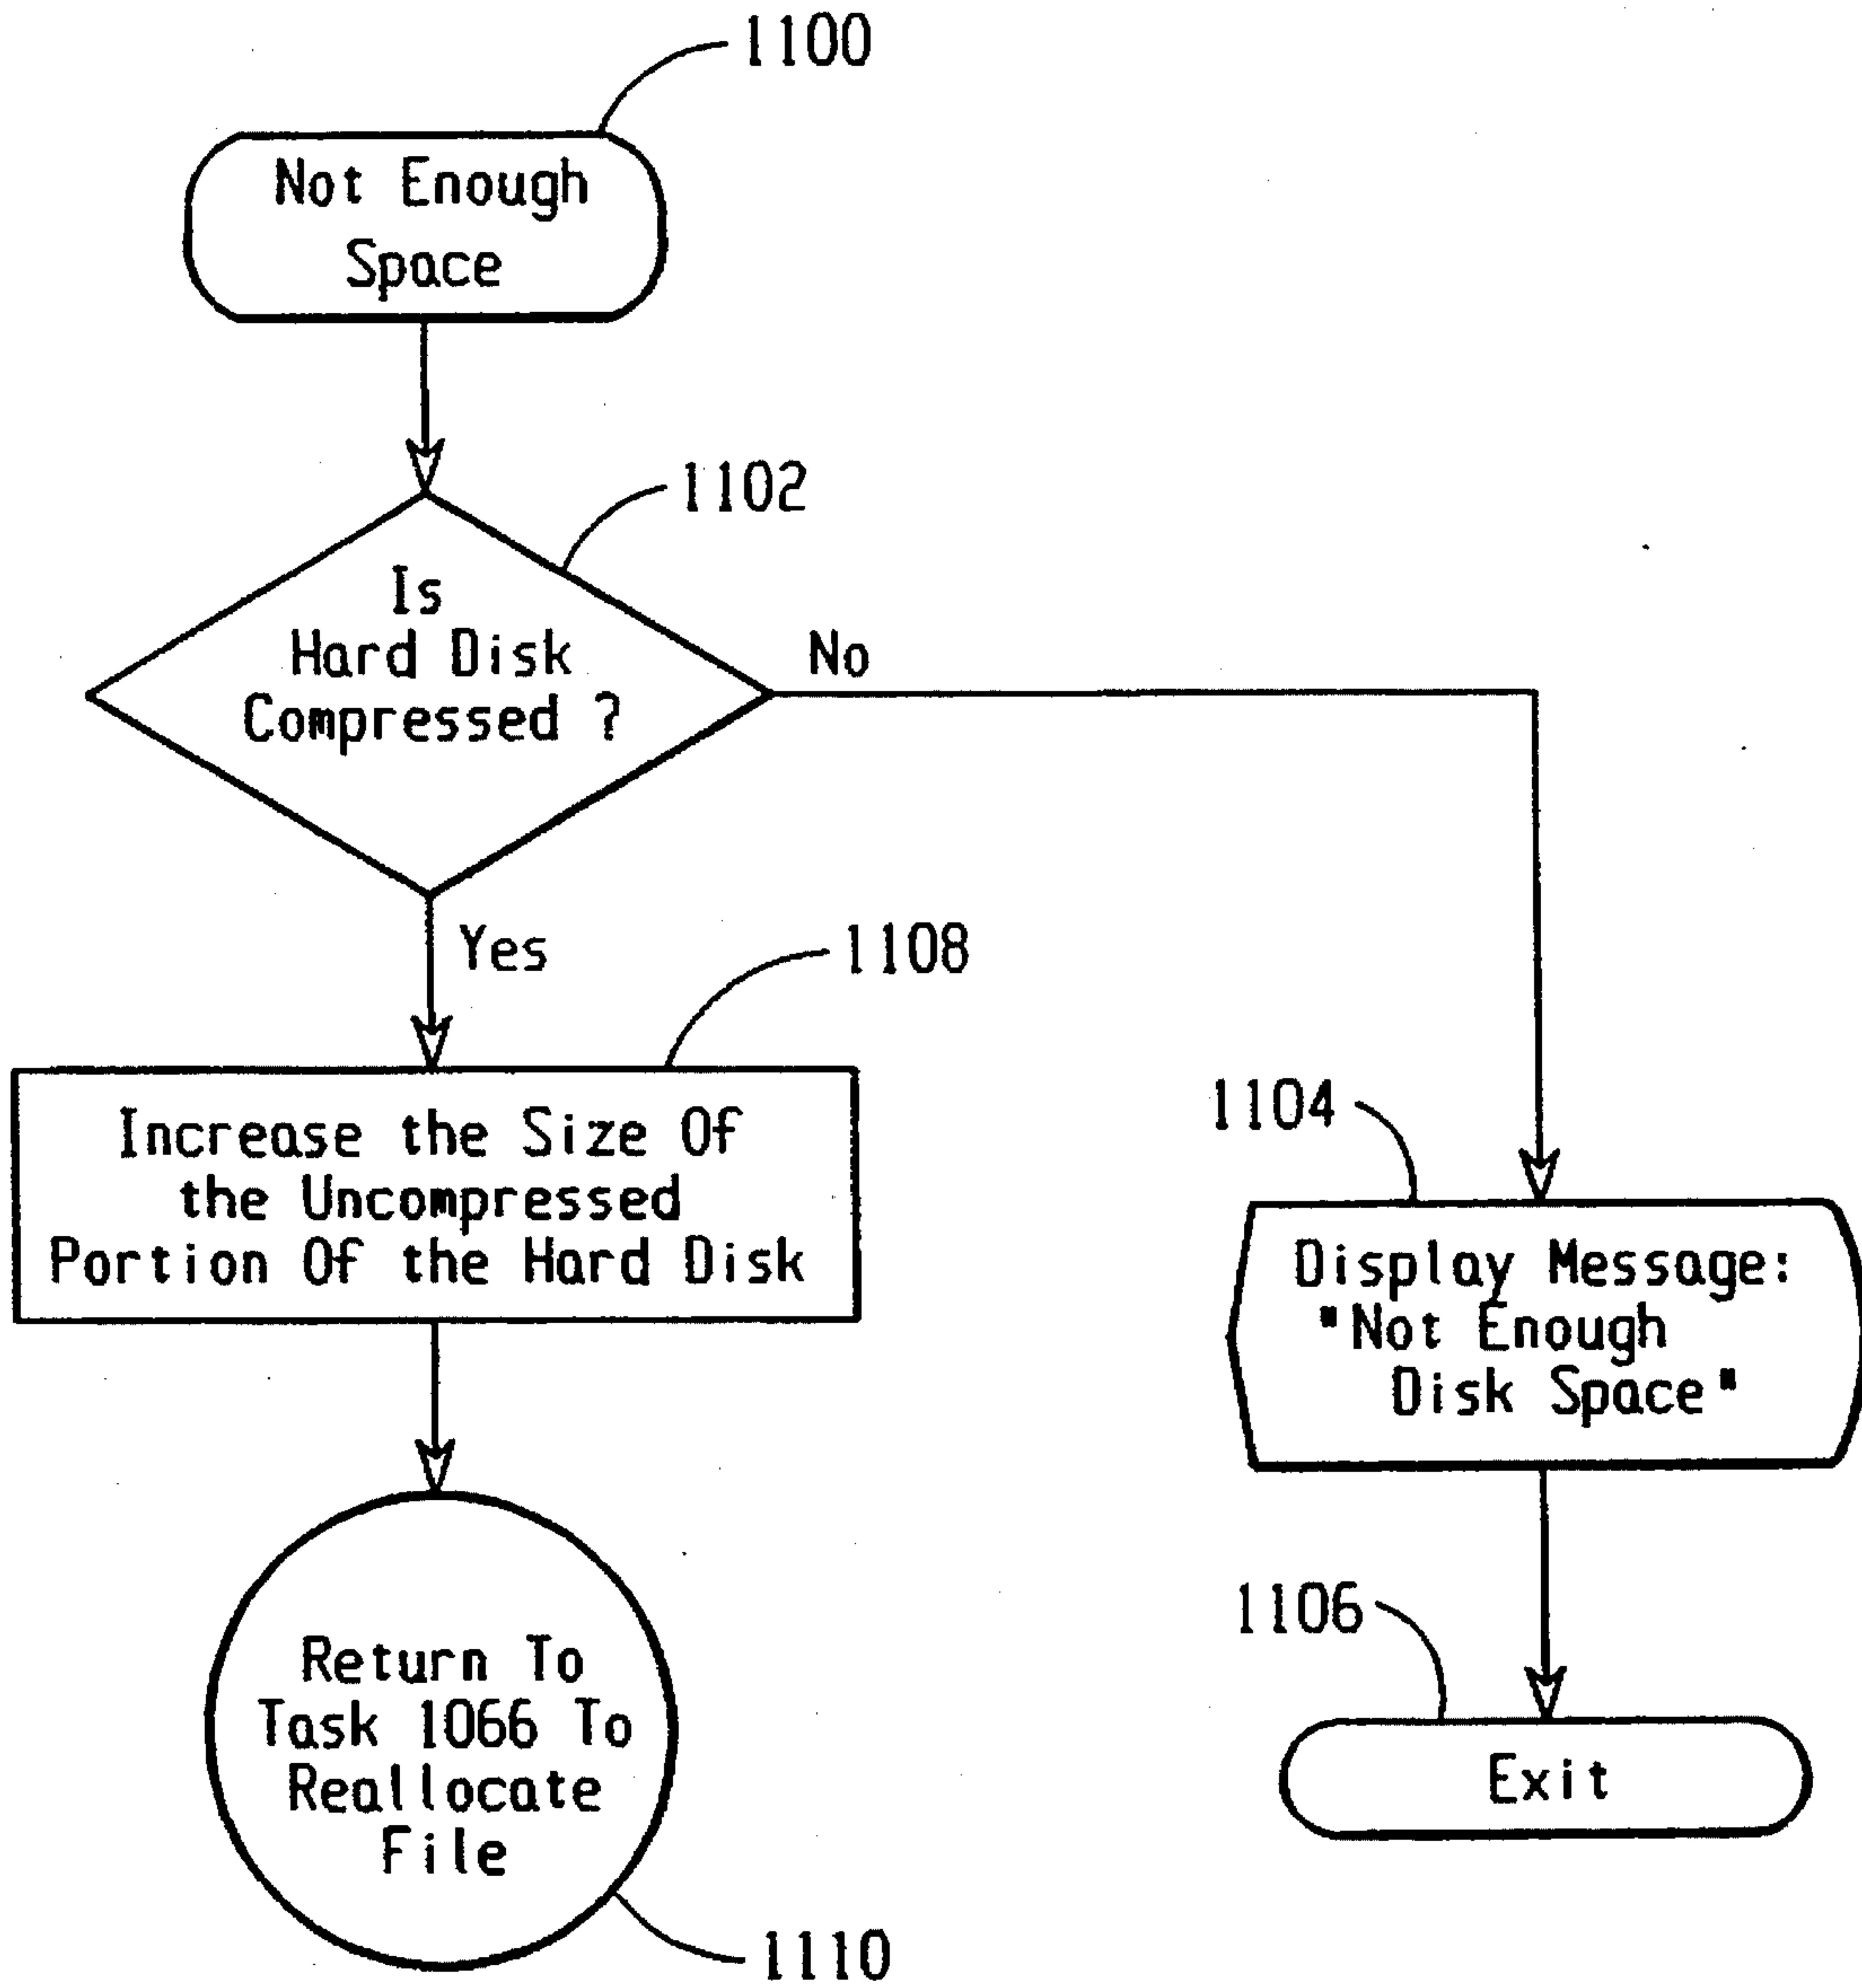 1100
Not Enough
Space
1102
Is
Hard Disk
Compressed ?
No
Yes
1108
Increase the Size Of
the Uncompressed
Portion Of the Hard Disk
1104
Display Message:
"Not Enough
Disk Space"
Return To
Task 1066 To
Reallocate
File
1110
1106
Exit